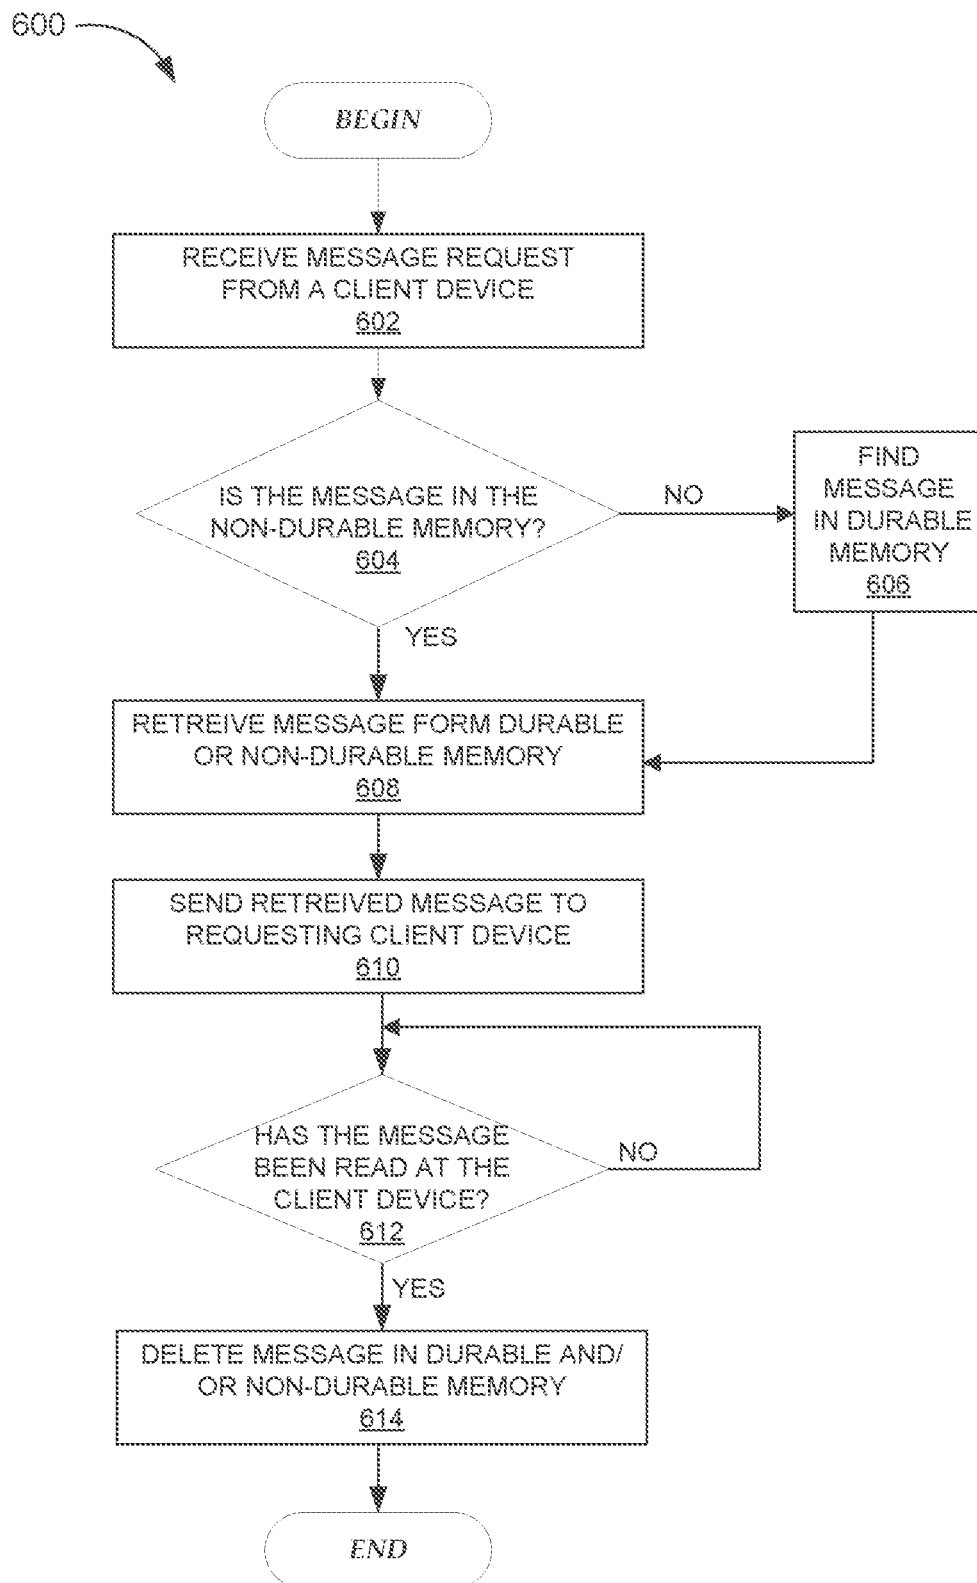 600
BEGIN
RECEIVE MESSAGE REQUEST
FROM A CLIENT DEVICE
602
IS THE MESSAGE IN THE
NON-DURABLE MEMORY?
604
NO
FIND
MESSAGE
IN DURABLE
MEMORY
606
YES
RETREIVE MESSAGE FORM DURABLE
OR NON-DURABLE MEMORY
608
SEND RETREIVED MESSAGE TO
REQUESTING CLIENT DEVICE
610
HAS THE MESSAGE
BEEN READ AT THE
CLIENT DEVICE?
612
NO
YES
DELETE MESSAGE IN DURABLE AND/
OR NON-DURABLE MEMORY
614
END